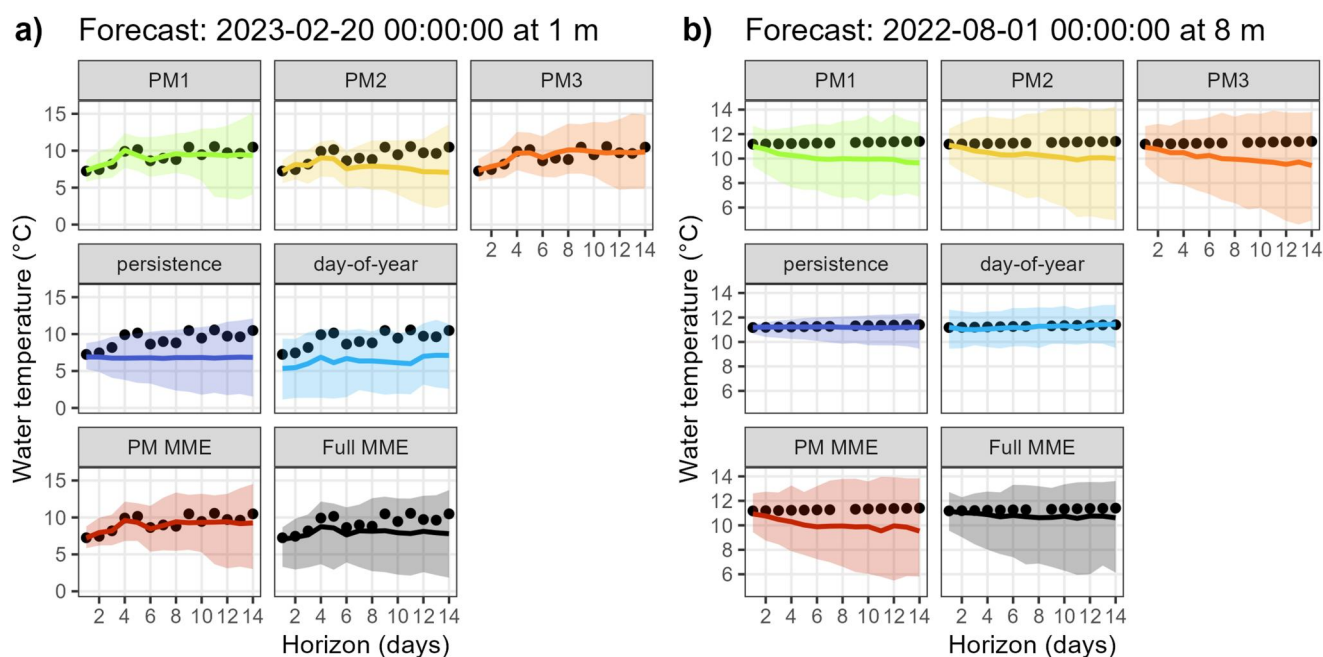 a) Forecast: 2023-02-20 00:00:00 at 1 m
PM1 PM2 PM3
15
10
5
0
2 4 6 8 10 12 14
persistence day-of-year
15
10
5
0
PM MME Full MME
15
10
5
0
2 4 6 8 10 12 14 2 4 6 8 10 12 14
Water temperature (°C)
Horizon (days)
b) Forecast: 2022-08-01 00:00:00 at 8 m
PM1 PM2 PM3
14
12
10
8
6
2 4 6 8 10 12 14
persistence day-of-year
14
12
10
8
6
PM MME Full MME
14
12
10
8
6
2 4 6 8 10 12 14 2 4 6 8 10 12 14
Water temperature (°C)
Horizon (days)